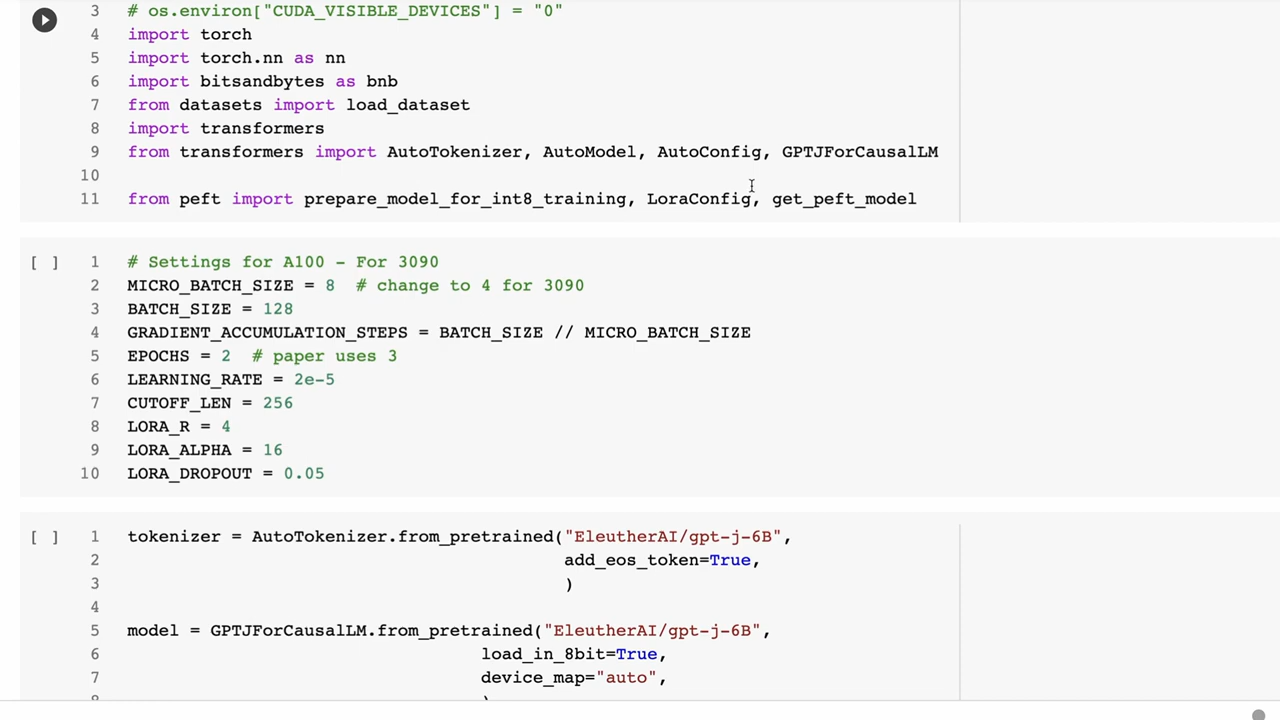 3 # os.environ["CUDA_VISIBLE_DEVICES"] = "0"
4 import torch
5 import torch.nn as nn
6 import bitsandbytes as bnb
7 from datasets import load_dataset
8 import transformers
9 from transformers import AutoTokenizer, AutoModel, AutoConfig, GPTJForCausalLM
10
11 from peft import prepare_model_for_int8_training, LoraConfig, get_peft_model
[ ] 1 # Settings for A100 - For 3090
2 MICRO_BATCH_SIZE = 8  # change to 4 for 3090
3 BATCH_SIZE = 128
4 GRADIENT_ACCUMULATION_STEPS = BATCH_SIZE // MICRO_BATCH_SIZE
5 EPOCHS = 2  # paper uses 3
6 LEARNING_RATE = 2e-5
7 CUTOFF_LEN = 256
8 LORA_R = 4
9 LORA_ALPHA = 16
10 LORA_DROPOUT = 0.05
[ ] 1 tokenizer = AutoTokenizer.from_pretrained("EleutherAI/gpt-j-6B",
2 add_eos_token=True,
3 )
4
5 model = GPTJForCausalLM.from_pretrained("EleutherAI/gpt-j-6B",
6 load_in_8bit=True,
7 device_map="auto",